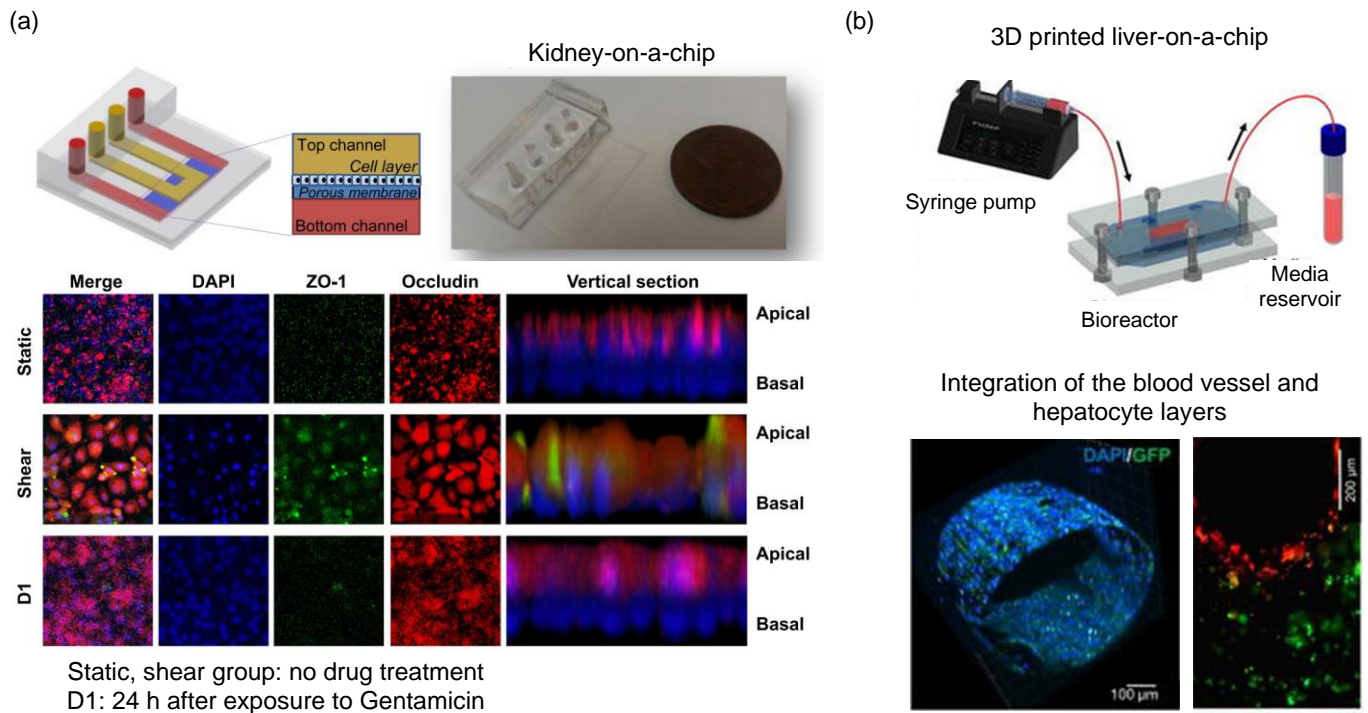 (a)
Kidney-on-a-chip
Top channel
Cell layer
Porous membrane
Bottom channel
Merge DAPI ZO-1 Occludin Vertical section
Static
Apical
Basal
Shear
Apical
Basal
D1
Apical
Basal
Static, shear group: no drug treatment
D1: 24 h after exposure to Gentamicin
(b)
3D printed liver-on-a-chip
PUMP
Syringe pump
Bioreactor
Media
reservoir
Integration of the blood vessel and
hepatocyte layers
DAPI/GFP
100 µm
200 µm